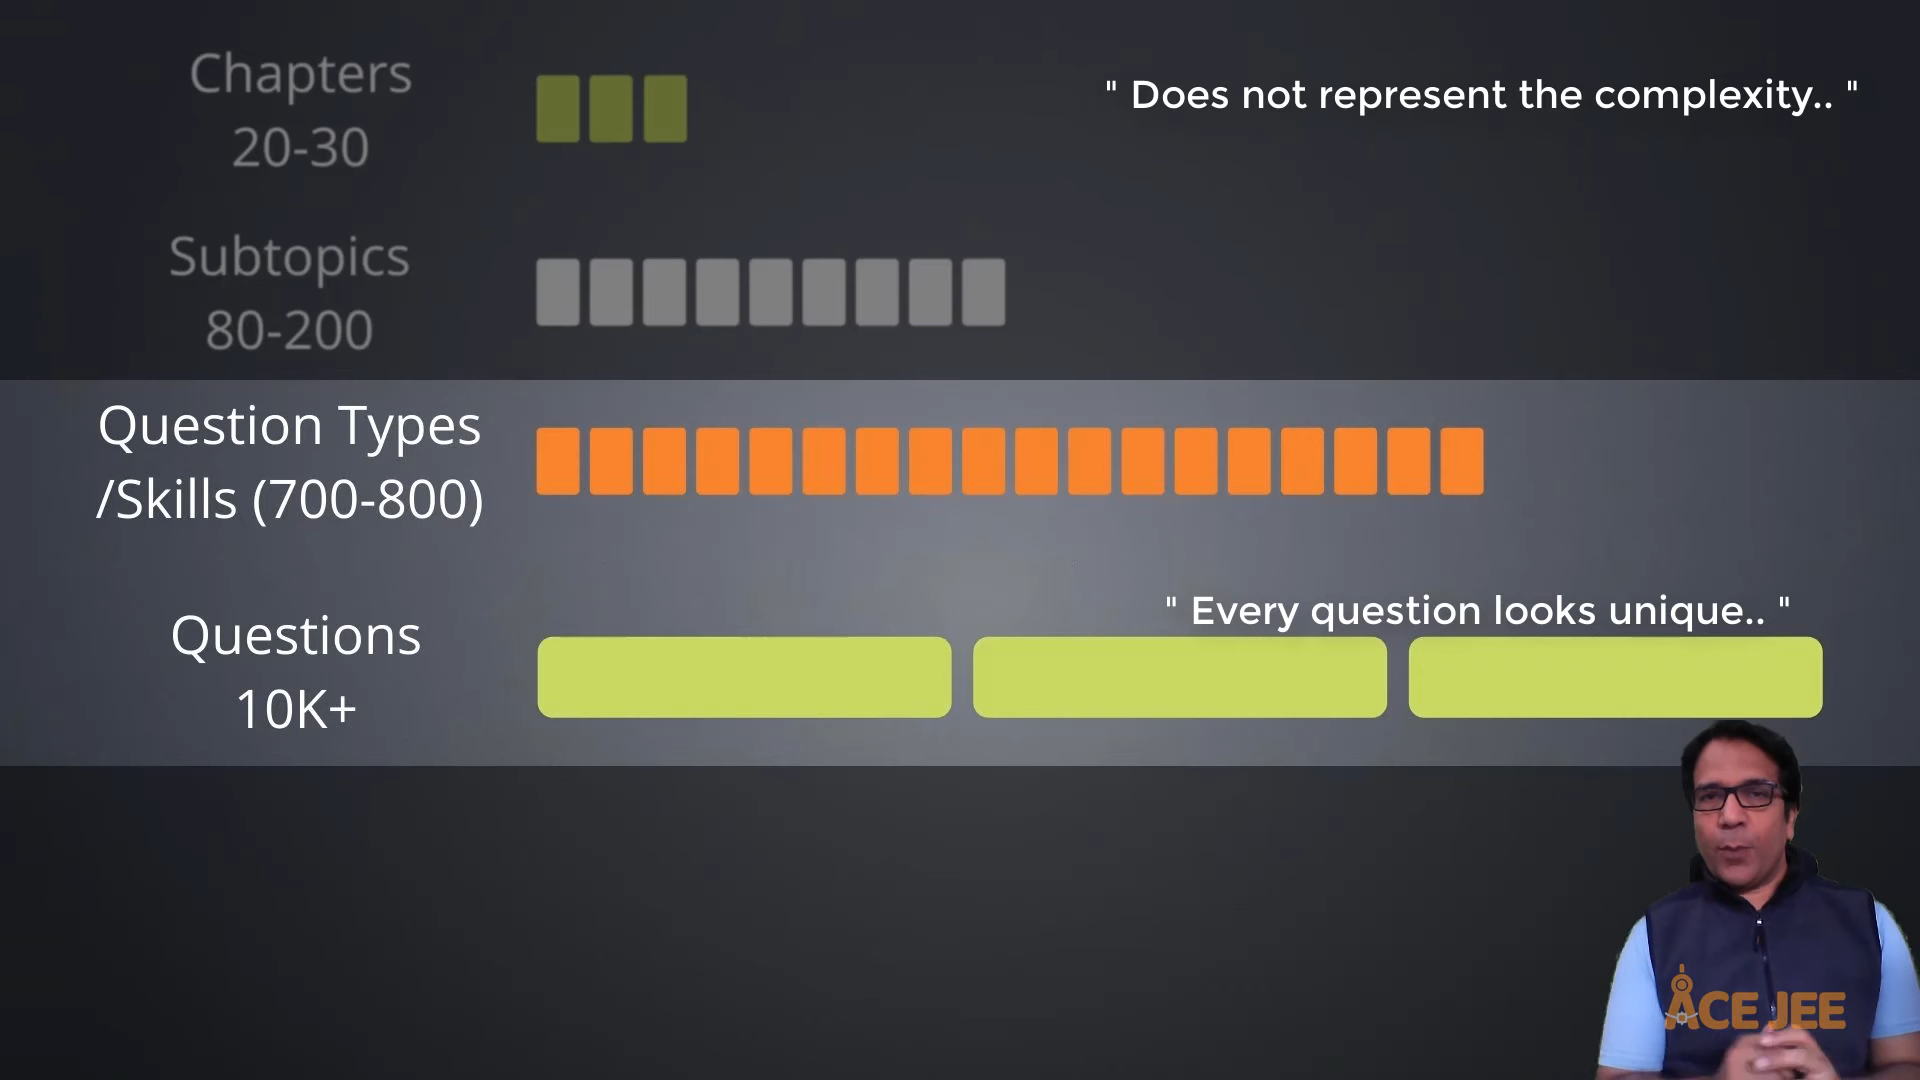 Chapters
20-30
" Does not represent the complexity.. "
Subtopics
80-200
Question Types
/Skills (700-800)
" Every question looks unique.. "
Questions
10K+
ACE JEE